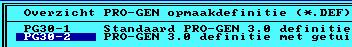 Overzicht PRO-GEN opmaakdefinitie (*.DEF)
PG30-1 Standaard PRO-GEN 3.0 definitie
PG30-2 PRO-GEN 3.0 definitie met getui